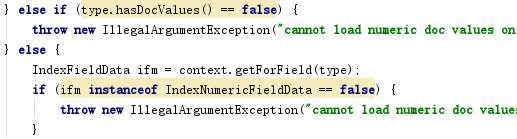 } else if (type.hasDocValues() == false) {
throw new IllegalArgumentException("cannot load numeric doc values on
} else {
IndexFieldData ifm = context.getForField(type);
if (ifm instanceof IndexNumericFieldData == false) {
throw new IllegalArgumentException("cannot load numeric doc value
}